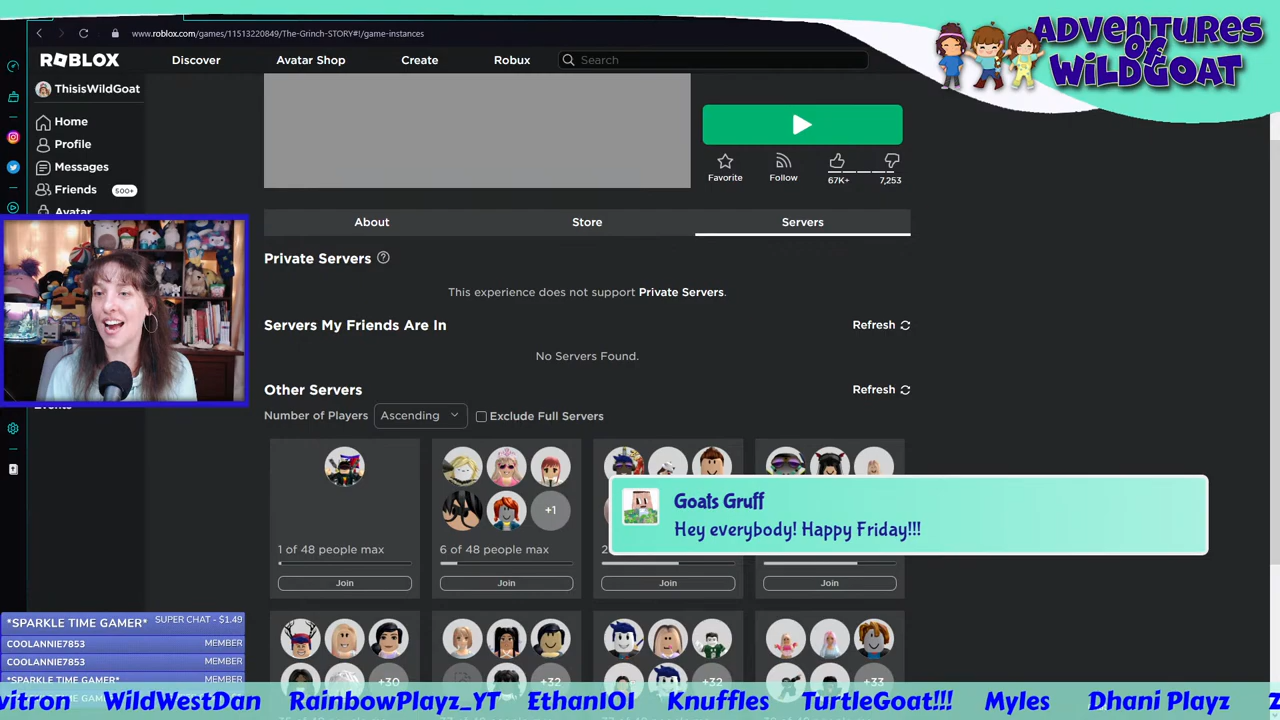 www.roblox.com/games/11513220849/The-Grinch-STORY#!/game-instances
ADVENTURES
OF
WILDGOAT
ROBLOX
Discover
Avatar Shop
Create
Robux
Search
ThisisWildGoat
Home
Profile
Messages
Friends
500+
Avatar
Favorite
Follow
67K+
7,253
About
Store
Servers
Private Servers
This experience does not support Private Servers.
Servers My Friends Are In
Refresh
No Servers Found.
Other Servers
Refresh
Number of Players
Ascending
Exclude Full Servers
+1
1 of 48 people max
6 of 48 people max
Join
Join
Join
Join
Goats Gruff
Hey everybody! Happy Friday!!!
+30
+32
+33
*SPARKLE TIME GAMER*
SUPER CHAT - $1.49
COOLANNIE7853
MEMBER
COOLANNIE7853
MEMBER
*SPARKLE TIME GAMER*
MEMBER
vitron WildWestDan RainbowPlayz_YT Ethan101 Knuffles TurtleGoat!!! Myles Dhani Playz